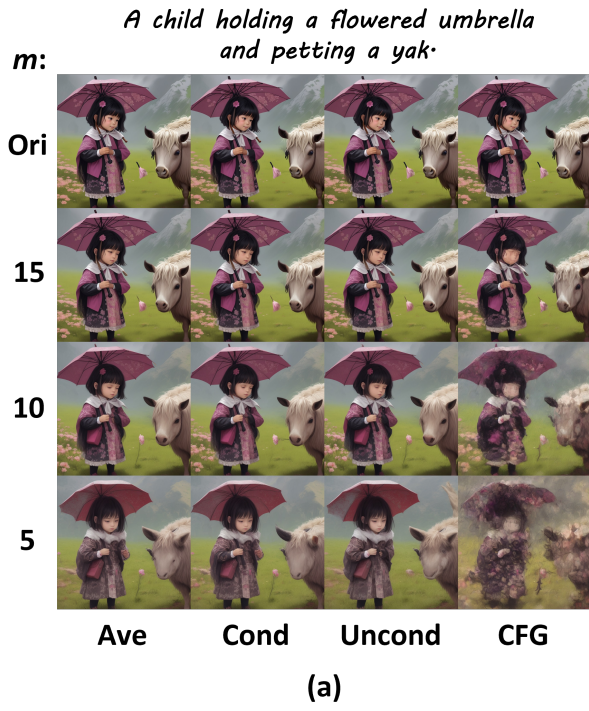 A child holding a flowered umbrella
and petting a yak.
m:
Ori
15
10
5
Ave Cond Uncond CFG
(a)